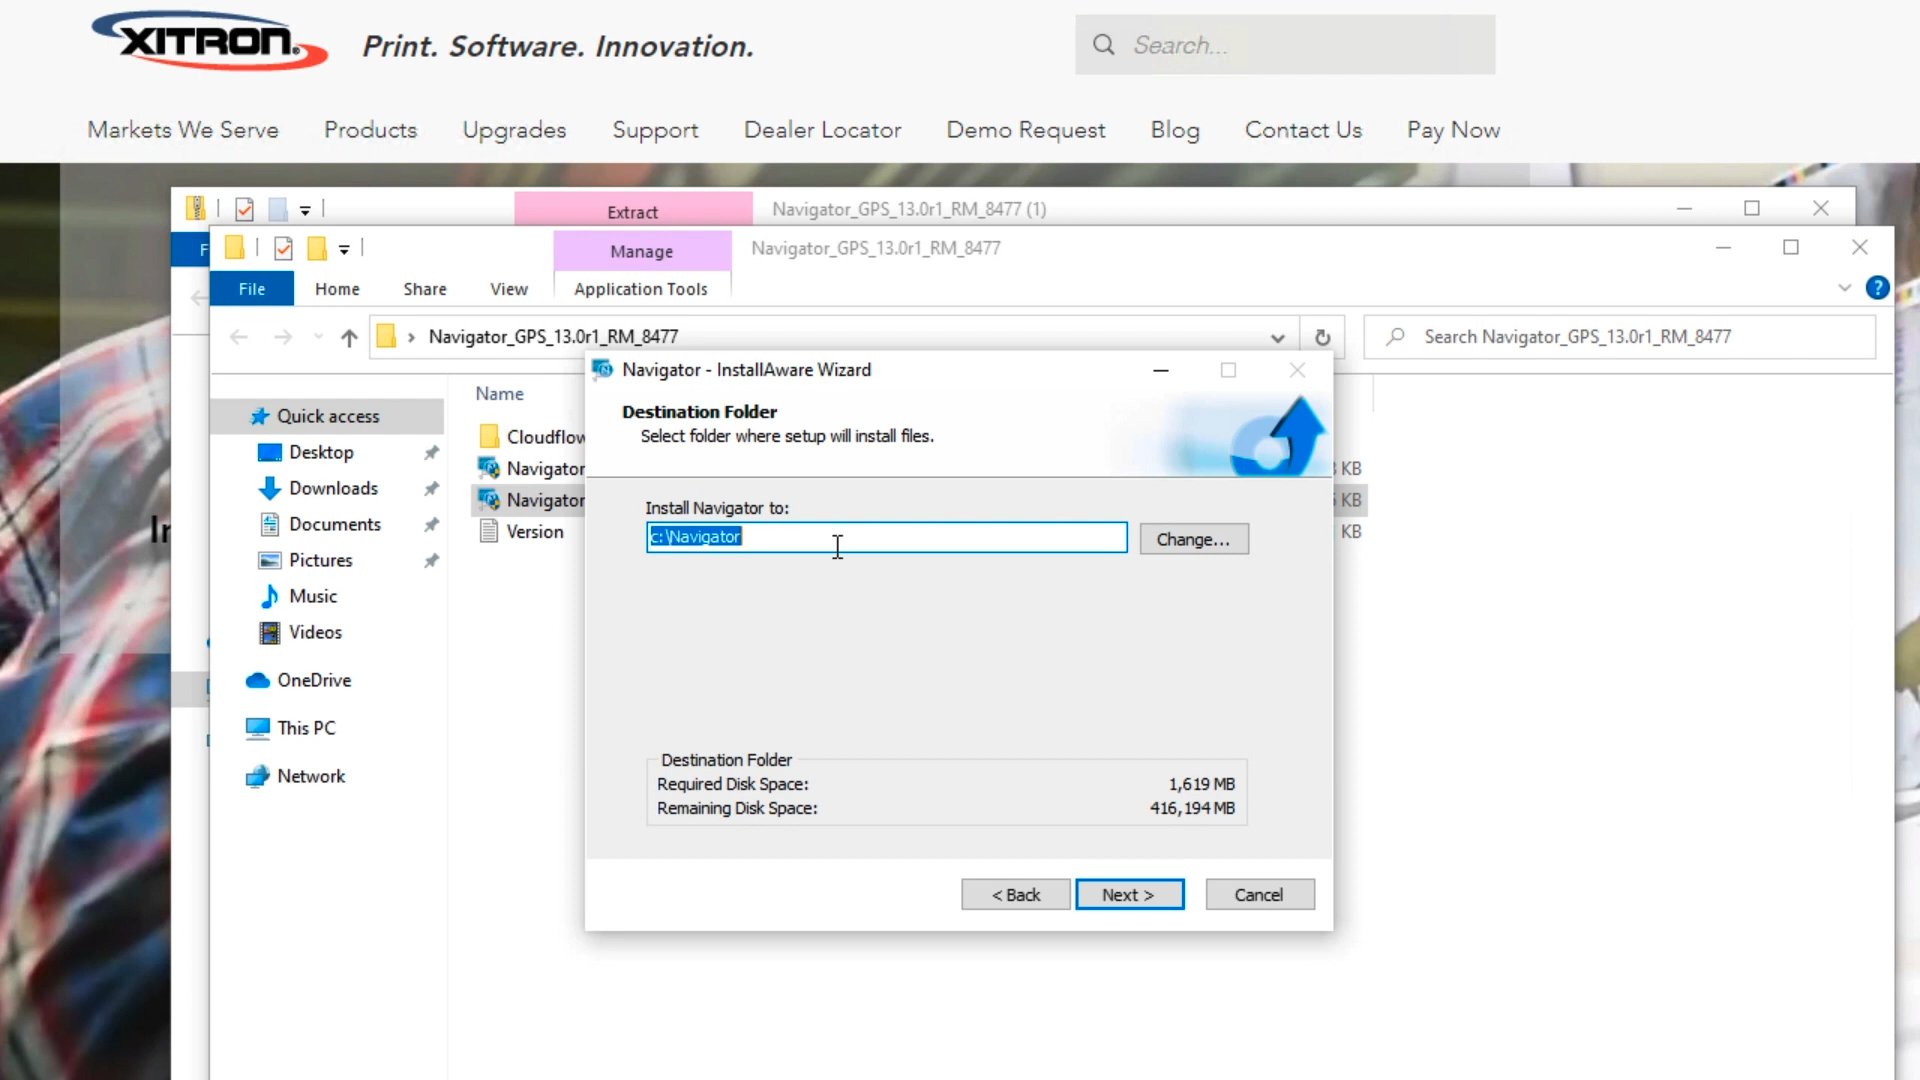 XITRON
Print. Software. Innovation.
Search...
Markets We Serve
Products
Upgrades
Support
Dealer Locator
Demo Request
Blog
Contact Us
Pay Now
Extract
Navigator_GPS_13.0r1_RM_8477 (1)
F
Manage
Navigator_GPS_13.0r1_RM_8477
File
Home
Share
View
Application Tools
?
Navigator_GPS_13.0r1_RM_8477
Search Navigator_GPS_13.0r1_RM_8477
Quick access
Desktop
Downloads
Documents
Pictures
Music
Videos
OneDrive
This PC
Network
Name
Cloudflow
Navigator
KB
Navigator
KB
Version
KB
Navigator - InstallAware Wizard
Destination Folder
Select folder where setup will install files.
Install Navigator to:
c:\Navigator
Change...
Destination Folder
Required Disk Space: 1,619 MB
Remaining Disk Space: 416,194 MB
< Back
Next >
Cancel